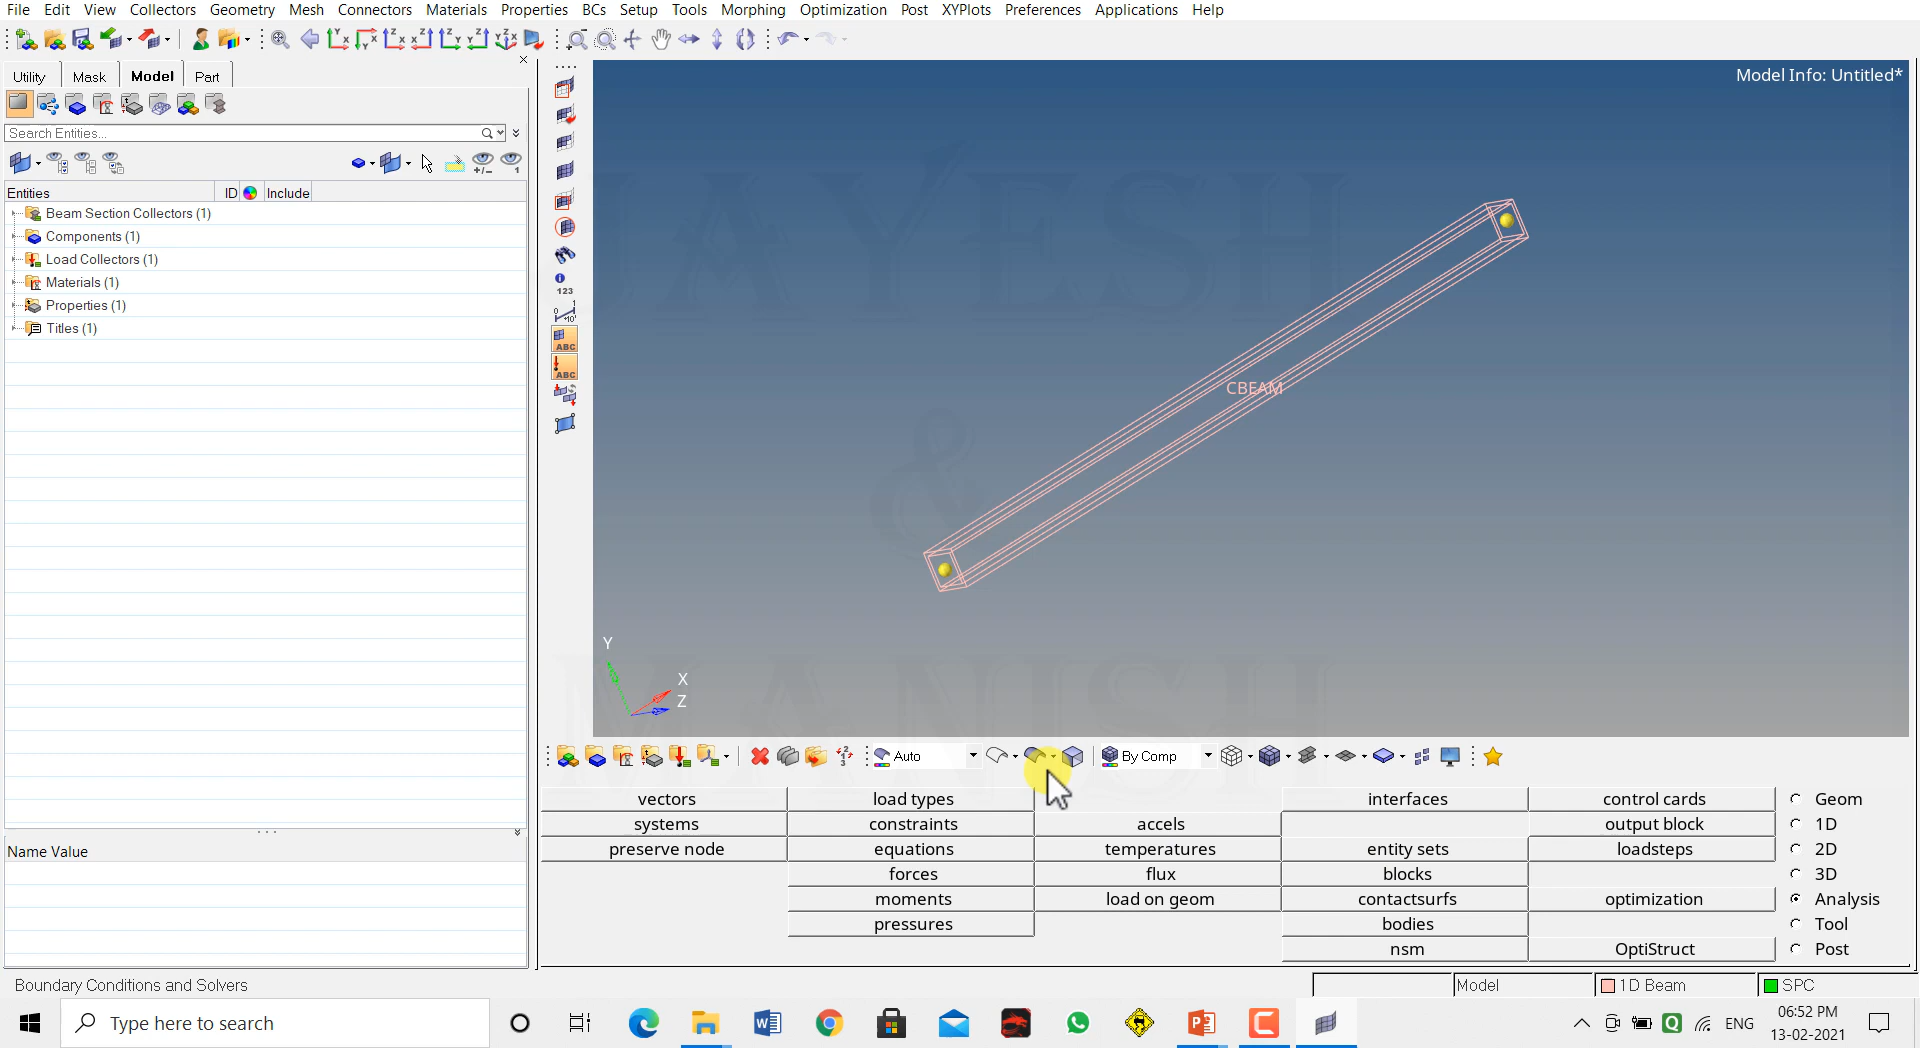 File Edit View Collectors Geometry Mesh Connectors Materials Properties BCs Setup Tools Morphing Optimization Post XYPlots Preferences Applications Help
Utility Mask Model Part
Search Entities...
Entities ID Include
Beam Section Collectors (1)
Components (1)
Load Collectors (1)
Materials (1)
Properties (1)
Titles (1)
Name Value
Model Info: Untitled*
JAYESH
&
MANISH
CBEAM
Y
X
Z
123
ABC
ABC
Auto
By Comp
vectors load types interfaces control cards Geom
systems constraints accels output block 1D
preserve node equations temperatures entity sets loadsteps 2D
forces flux blocks 3D
moments load on geom contactsurfs optimization Analysis
pressures bodies Tool
nsm OptiStruct Post
Boundary Conditions and Solvers
Model 1D Beam SPC
Type here to search
ENG
06:52 PM
13-02-2021